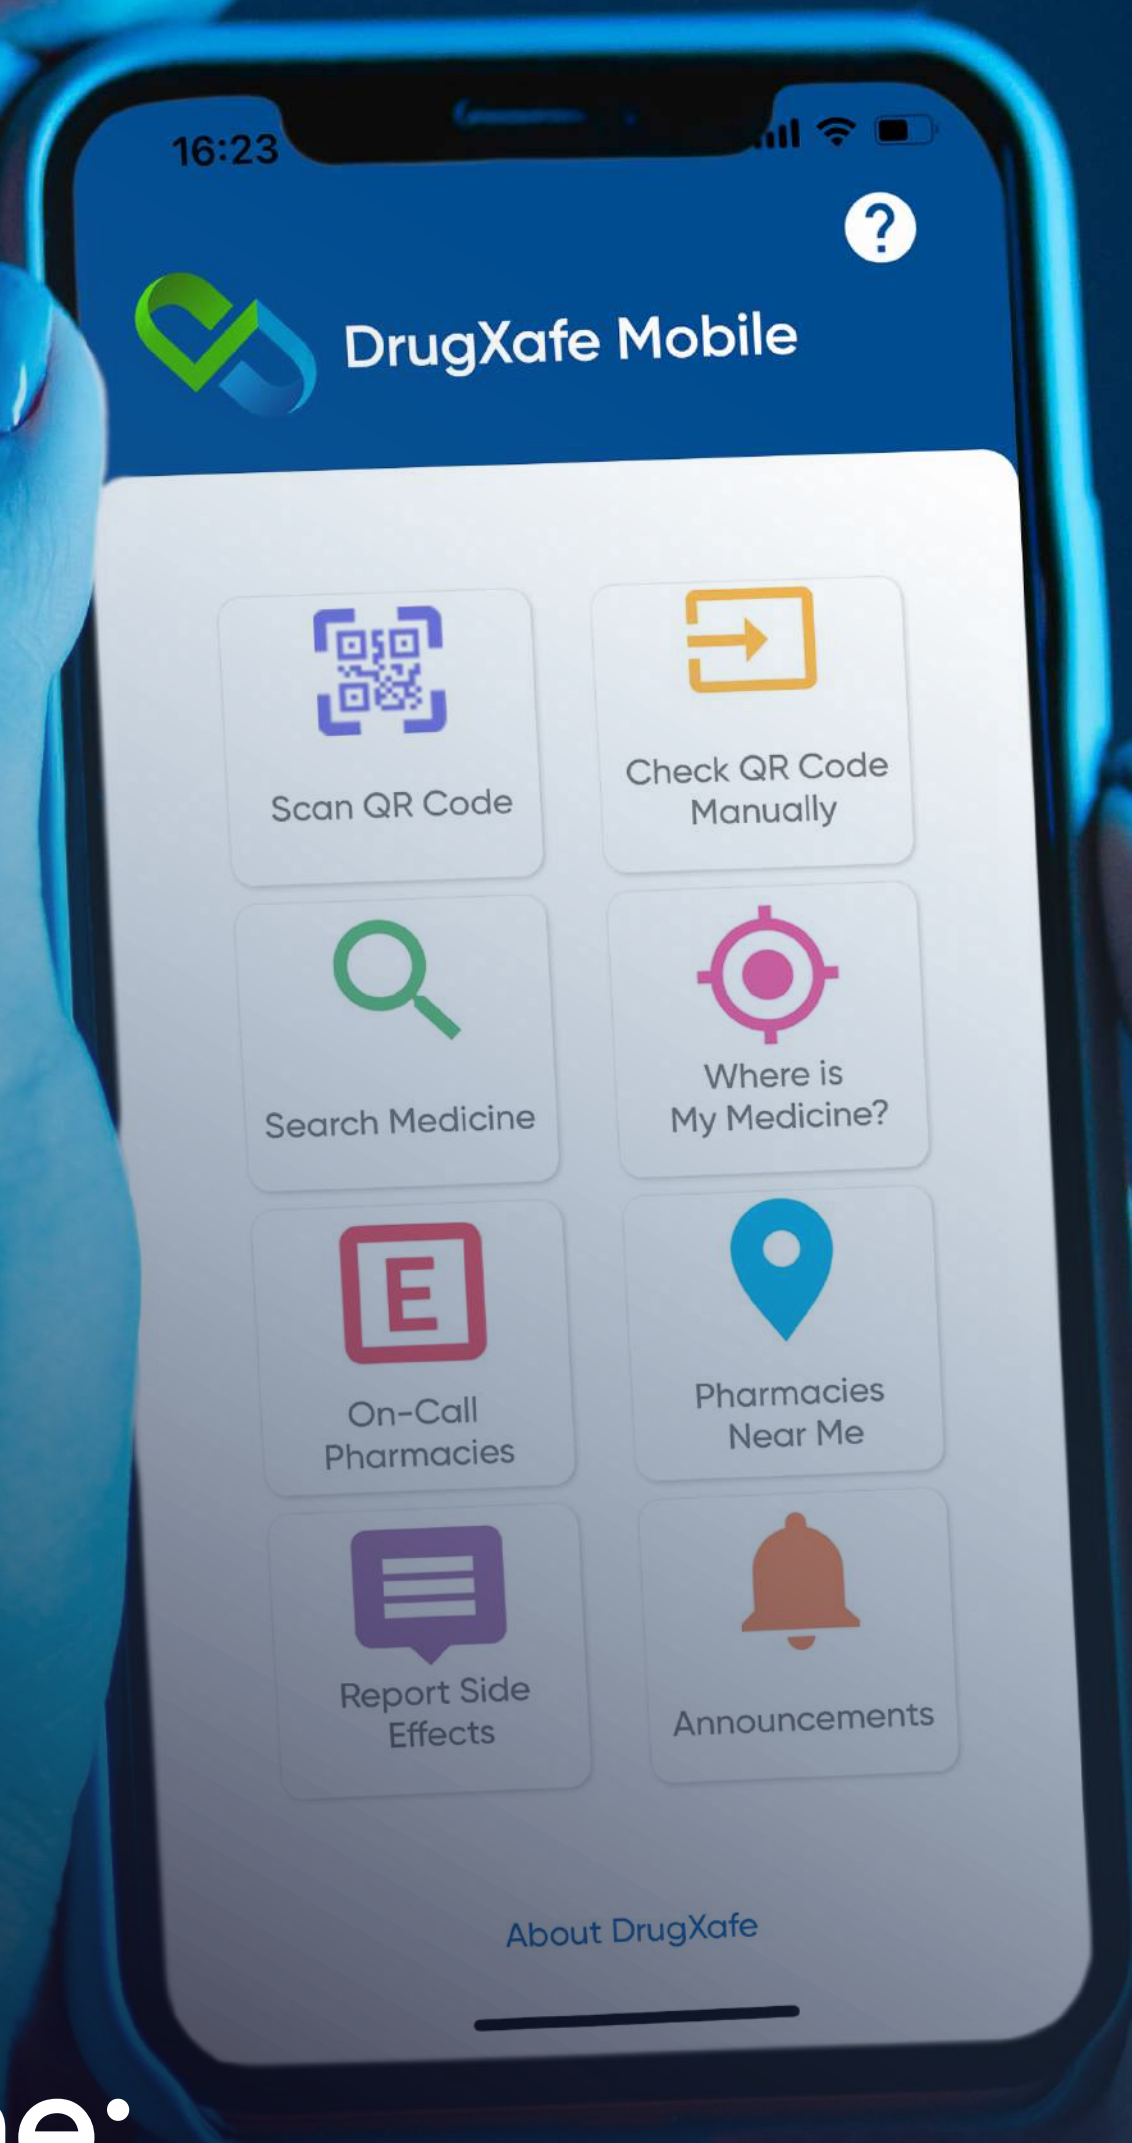 16:23
?
DrugXafe Mobile
Scan QR Code
Check QR Code
Manually
Search Medicine
Where is
My Medicine?
E
On-Call
Pharmacies
Pharmacies
Near Me
Report Side
Effects
Announcements
About DrugXafe